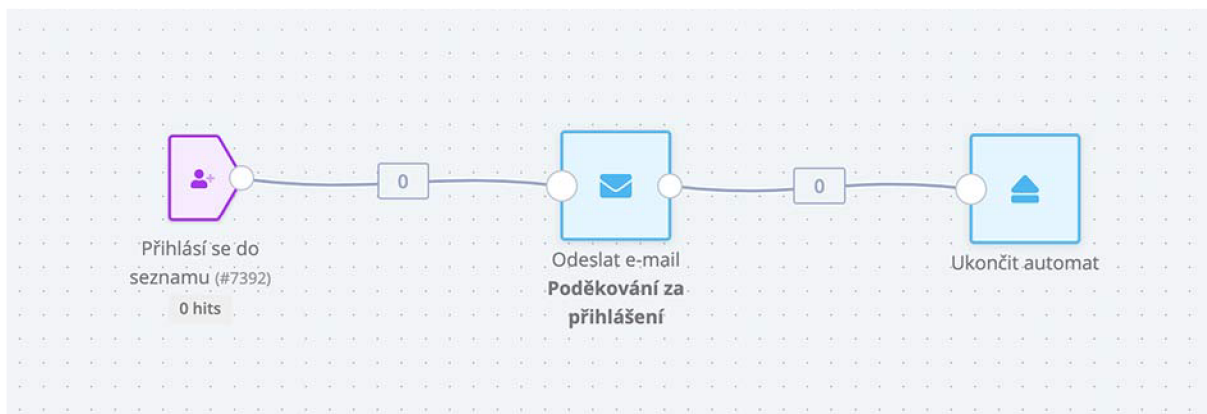 0
0
Přihlásí se do
seznamu (#7392)
0 hits
Odeslat e-mail
Poděkování za
přihlášení
Ukončit automat